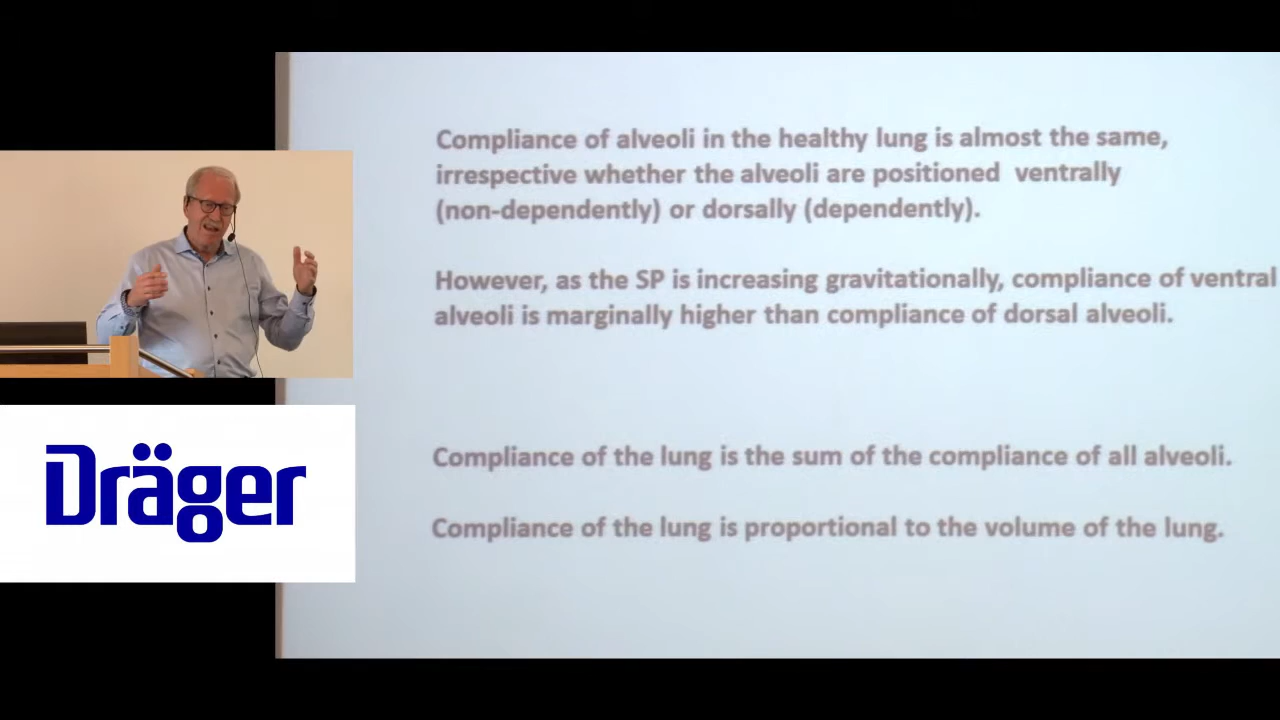 Compliance of alveoli in the healthy lung is almost the same,
irrespective whether the alveoli are positioned ventrally
(non-dependently) or dorsally (dependently).
However, as the SP is increasing gravitationally, compliance of ventral
alveoli is marginally higher than compliance of dorsal alveoli.
Compliance of the lung is the sum of the compliance of all alveoli.
Compliance of the lung is proportional to the volume of the lung.
Dräger